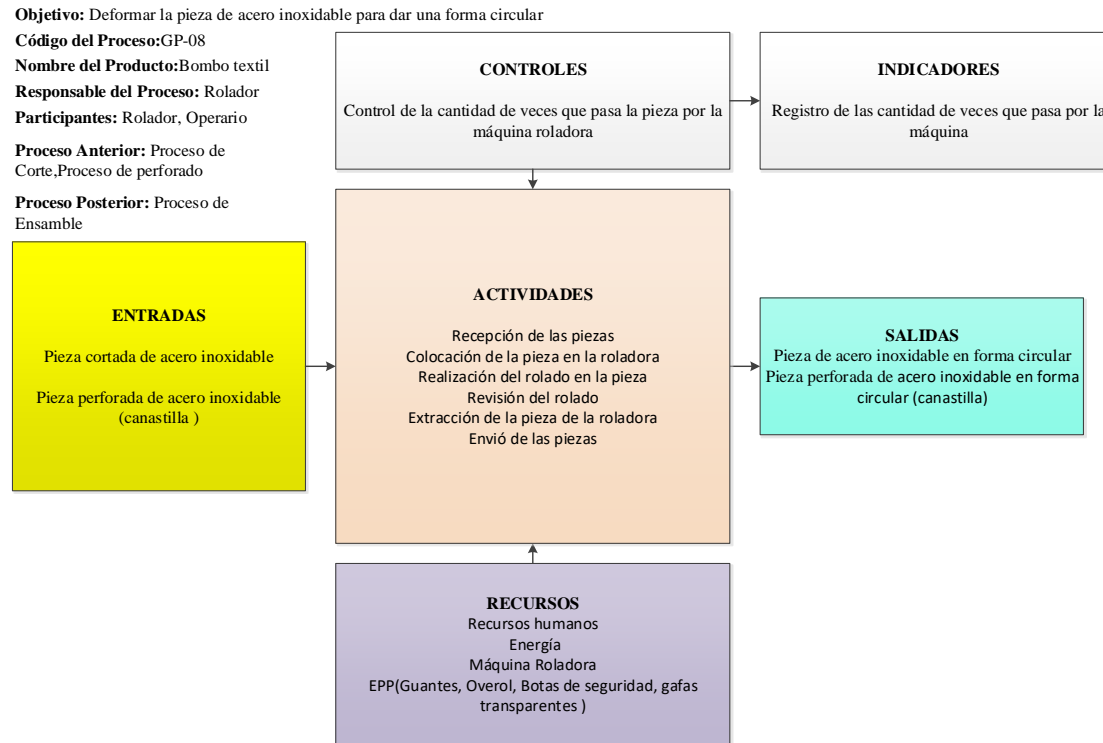 Objetivo: Deformar la pieza de acero inoxidable para dar una forma circular
Código del Proceso:GP-08
Nombre del Producto:Bombo textil
Responsable del Proceso: Rolador
Participantes: Rolador, Operario
Proceso Anterior: Proceso de
Corte,Proceso de perforado
Proceso Posterior: Proceso de
Ensamble
CONTROLES
Control de la cantidad de veces que pasa la pieza por la
máquina roladora
INDICADORES
Registro de las cantidad de veces que pasa por la
máquina
ENTRADAS
Pieza cortada de acero inoxidable
Pieza perforada de acero inoxidable
(canastilla )
ACTIVIDADES
Recepción de las piezas
Colocación de la pieza en la roladora
Realización del rolado en la pieza
Revisión del rolado
Extracción de la pieza de la roladora
Envió de las piezas
SALIDAS
Pieza de acero inoxidable en forma circular
Pieza perforada de acero inoxidable en forma
circular (canastilla)
RECURSOS
Recursos humanos
Energía
Máquina Roladora
EPP(Guantes, Overol, Botas de seguridad, gafas
transparentes )